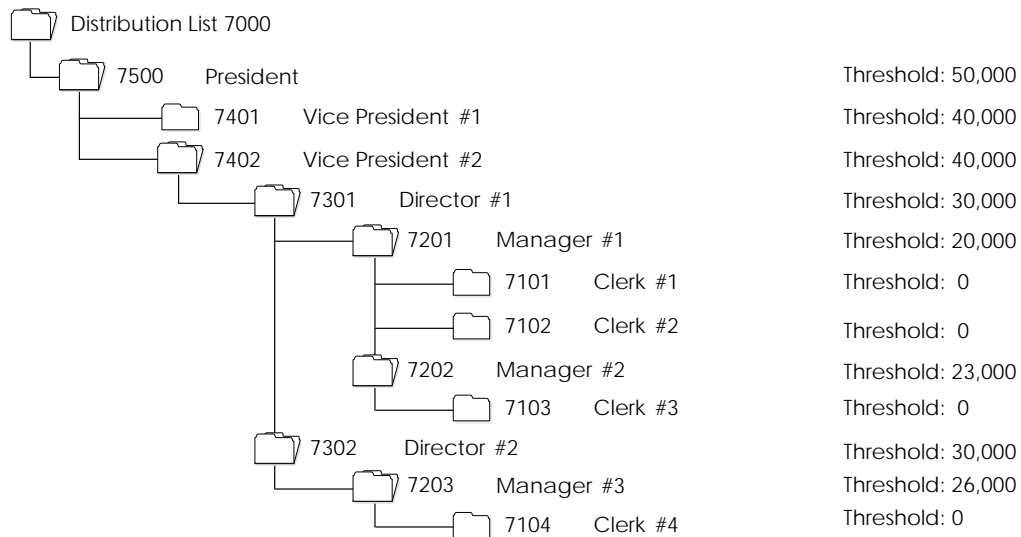 Distribution List 7000
7500 President Threshold: 50,000
7401 Vice President #1 Threshold: 40,000
7402 Vice President #2 Threshold: 40,000
7301 Director #1 Threshold: 30,000
7201 Manager #1 Threshold: 20,000
7101 Clerk #1 Threshold: 0
7102 Clerk #2 Threshold: 0
7202 Manager #2 Threshold: 23,000
7103 Clerk #3 Threshold: 0
7302 Director #2 Threshold: 30,000
7203 Manager #3 Threshold: 26,000
7104 Clerk #4 Threshold: 0